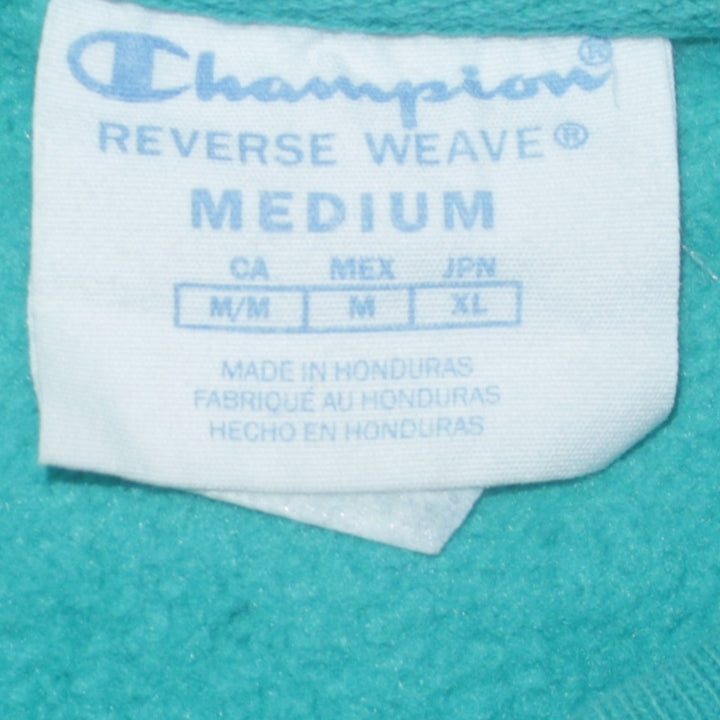 Champion®
REVERSE WEAVE®
MEDIUM
CA MEX JPN
M/M M XL
MADE IN HONDURAS
FABRIQUÉ AU HONDURAS
HECHO EN HONDURAS